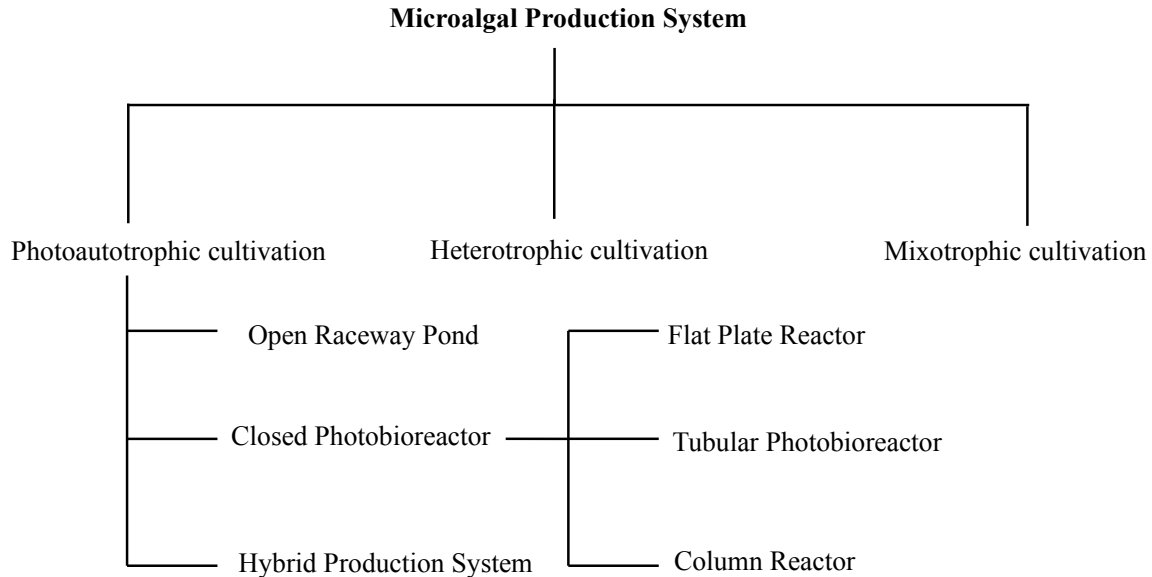 Microalgal Production System
Photoautotrophic cultivation
Heterotrophic cultivation
Mixotrophic cultivation
Open Raceway Pond
Flat Plate Reactor
Closed Photobioreactor
Tubular Photobioreactor
Hybrid Production System
Column Reactor